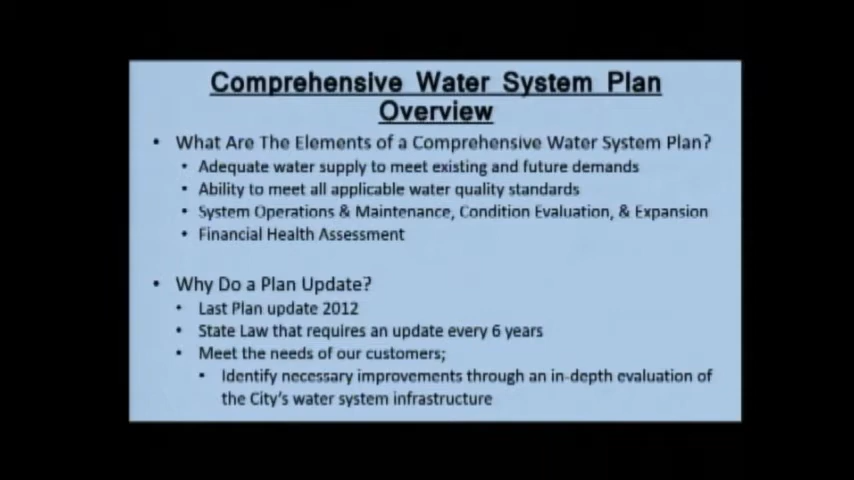 Comprehensive Water System Plan
Overview
• What Are The Elements of a Comprehensive Water System Plan?
• Adequate water supply to meet existing and future demands
• Ability to meet all applicable water quality standards
• System Operations & Maintenance, Condition Evaluation, & Expansion
• Financial Health Assessment
• Why Do a Plan Update?
• Last Plan update 2012
• State Law that requires an update every 6 years
• Meet the needs of our customers;
• Identify necessary improvements through an in-depth evaluation of
the City's water system infrastructure